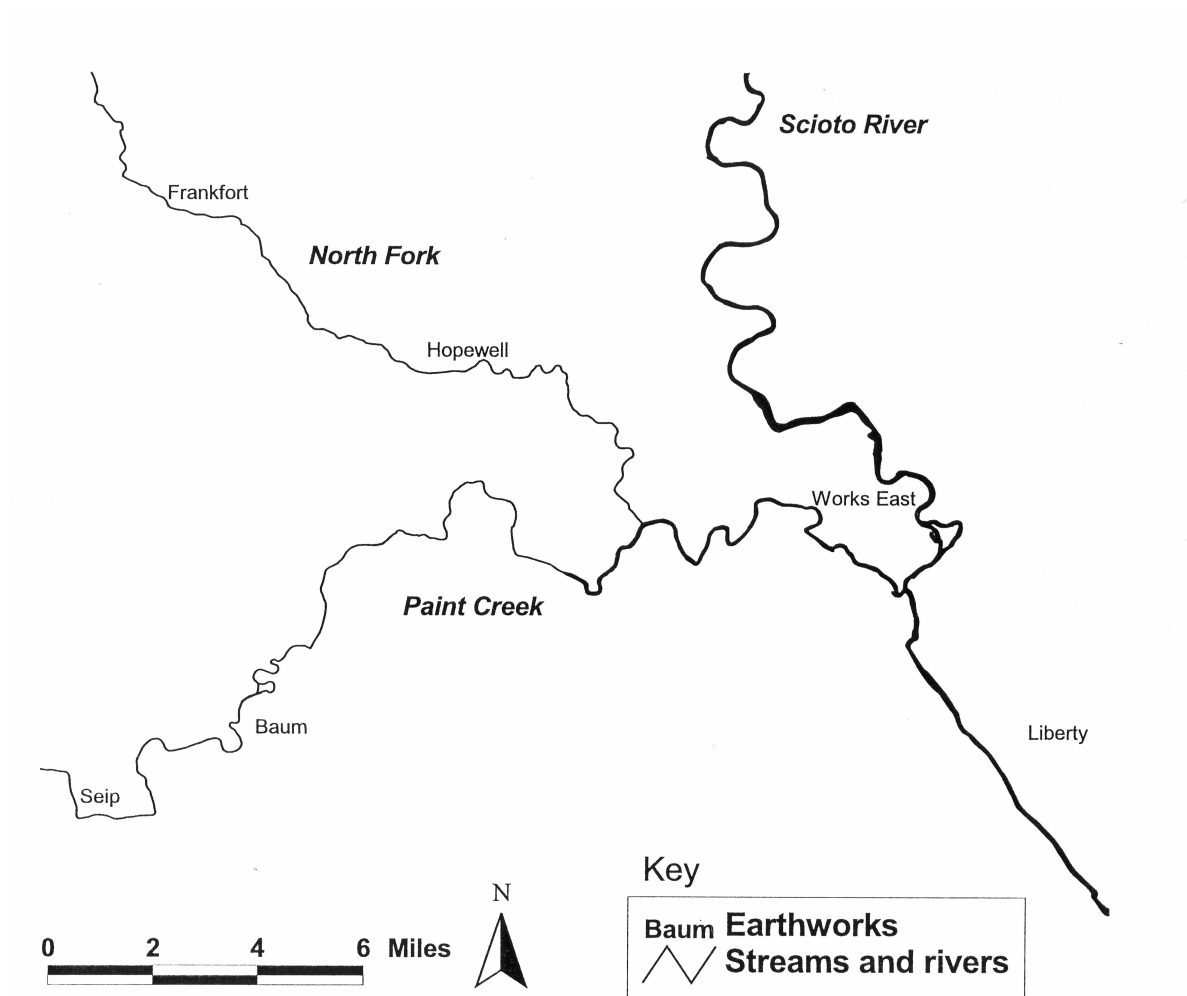 Scioto River
Frankfort
North Fork
Hopewell
Works East
Paint Creek
Baum
Liberty
Seip
Key
N
Baum Earthworks
0 2 4 6 Miles
Streams and rivers